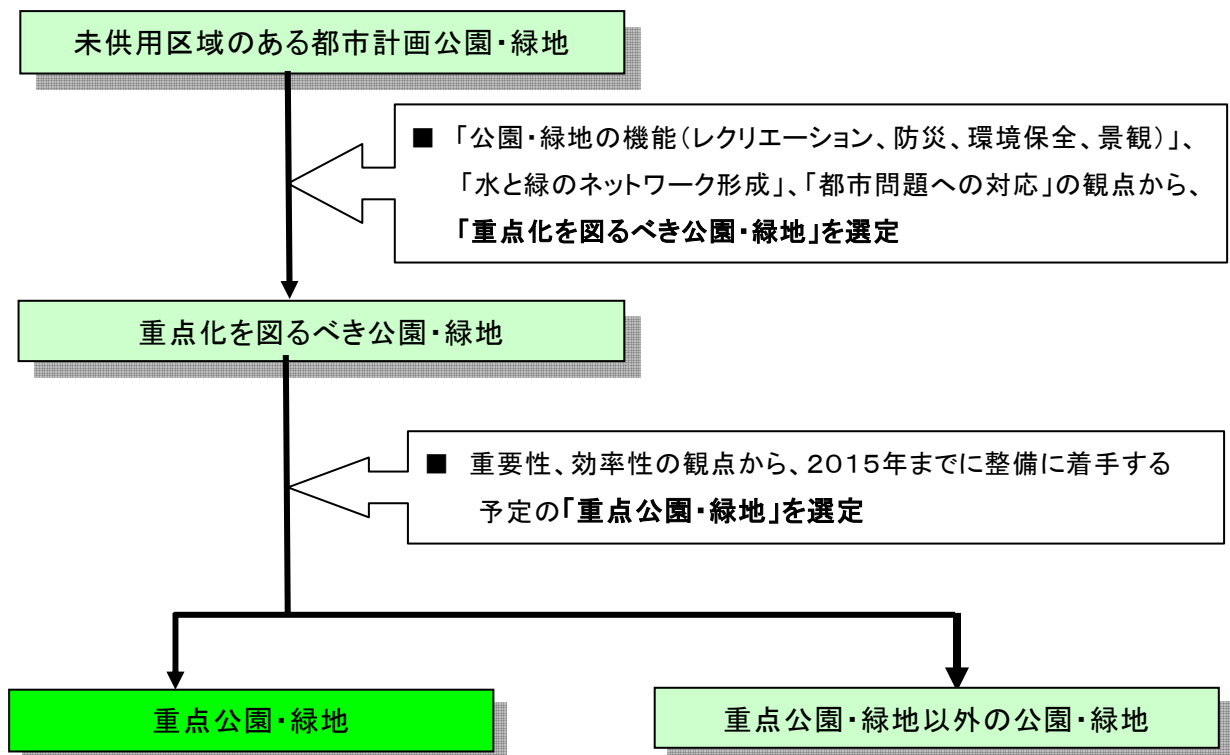 未供用区域のある都市計画公園・緑地
■ 「公園・緑地の機能（レクリエーション、防災、環境保全、景観）」、
「水と緑のネットワーク形成」、「都市問題への対応」の観点から、
「重点化を図るべき公園・緑地」を選定
重点化を図るべき公園・緑地
■ 重要性、効率性の観点から、２０１５年までに整備に着手する
予定の「重点公園・緑地」を選定
重点公園・緑地
重点公園・緑地以外の公園・緑地